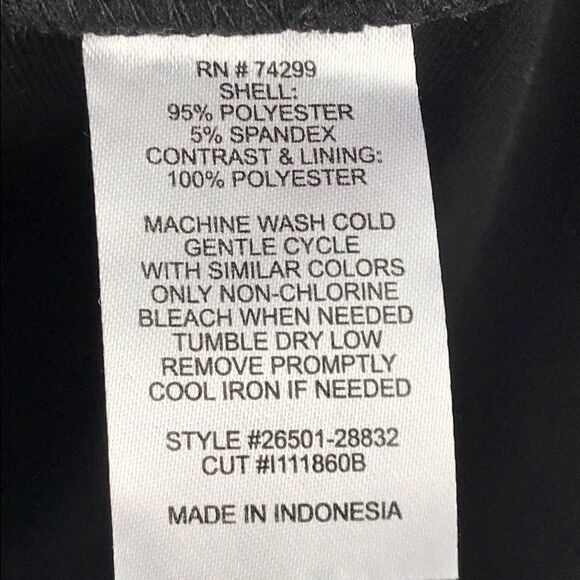 RN # 74299
SHELL:
95% POLYESTER
5% SPANDEX
CONTRAST & LINING:
100% POLYESTER
MACHINE WASH COLD
GENTLE CYCLE
WITH SIMILAR COLORS
ONLY NON-CHLORINE
BLEACH WHEN NEEDED
TUMBLE DRY LOW
REMOVE PROMPTLY
COOL IRON IF NEEDED
STYLE #26501-28832
CUT #I111860B
MADE IN INDONESIA